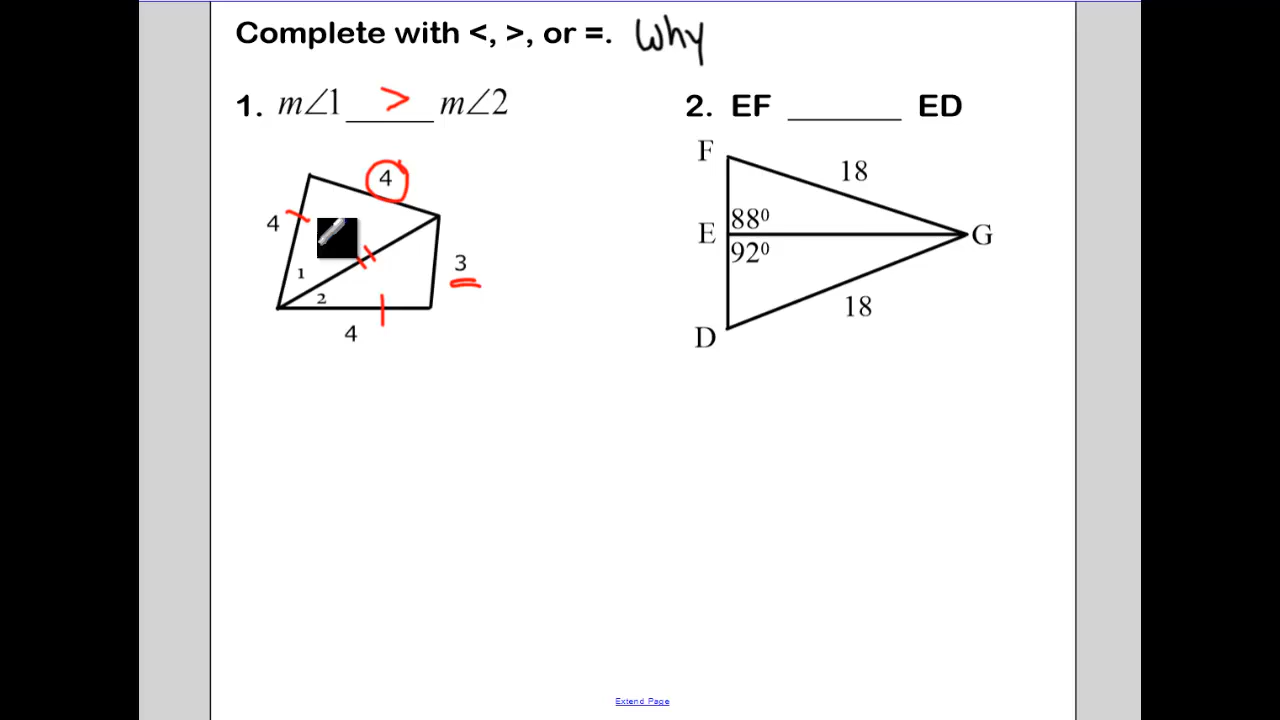 Complete with <, >, or =. Why
1. m∠1 > m∠2
2. EF ______ ED
4
4
1
2
3
4
F
18
88⁰
E
G
92⁰
18
D
Extend Page